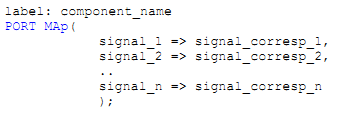 label: component_name
PORT MAp(
signal_1 => signal_corresp_1,
signal_2 => signal_corresp_2,
..
signal_n => signal_corresp_n
);